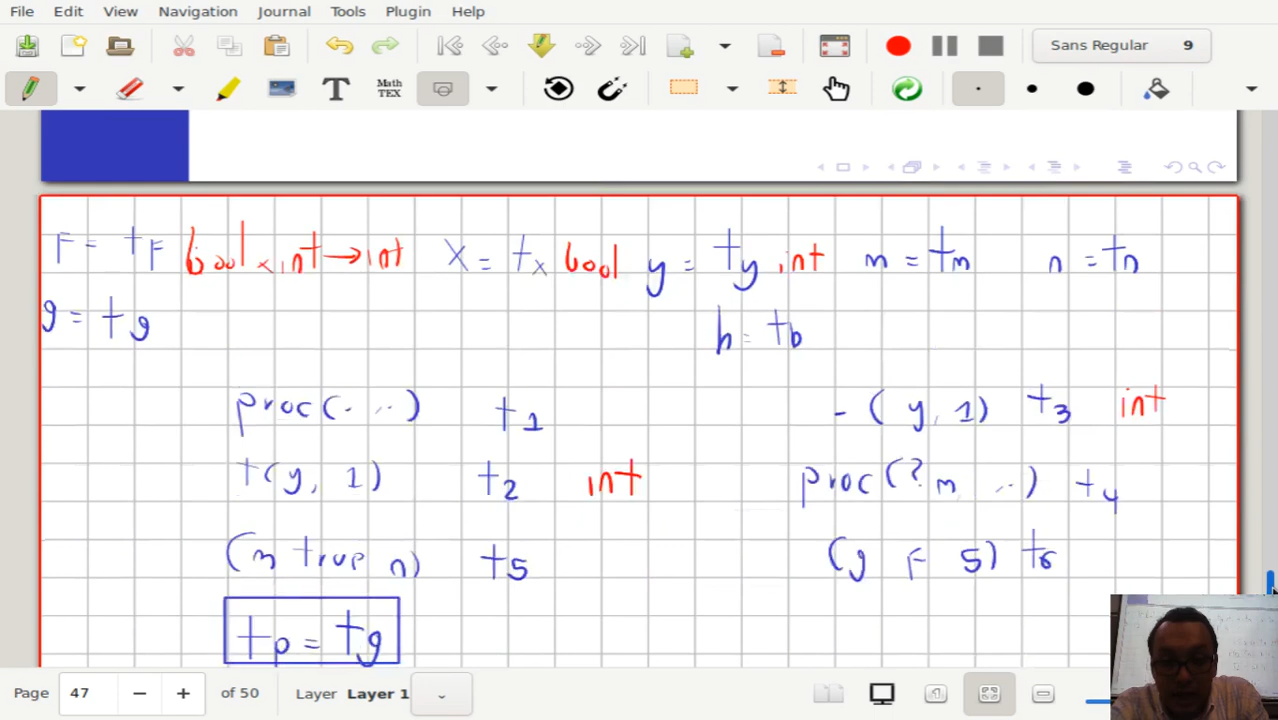 File Edit View Navigation Journal Tools Plugin Help
Sans Regular 9
T Math TEX
F = tF bool × int → int x = tx bool y = ty int m = tm n = tn
g = tg b = tb
proc(...) t1 -(y, 1) t3 int
+(y, 1) t2 int proc(? m ...) t4
(m true n) t5 (g F 5) t6
tp = tg
Page 47 − + of 50 Layer Layer 1